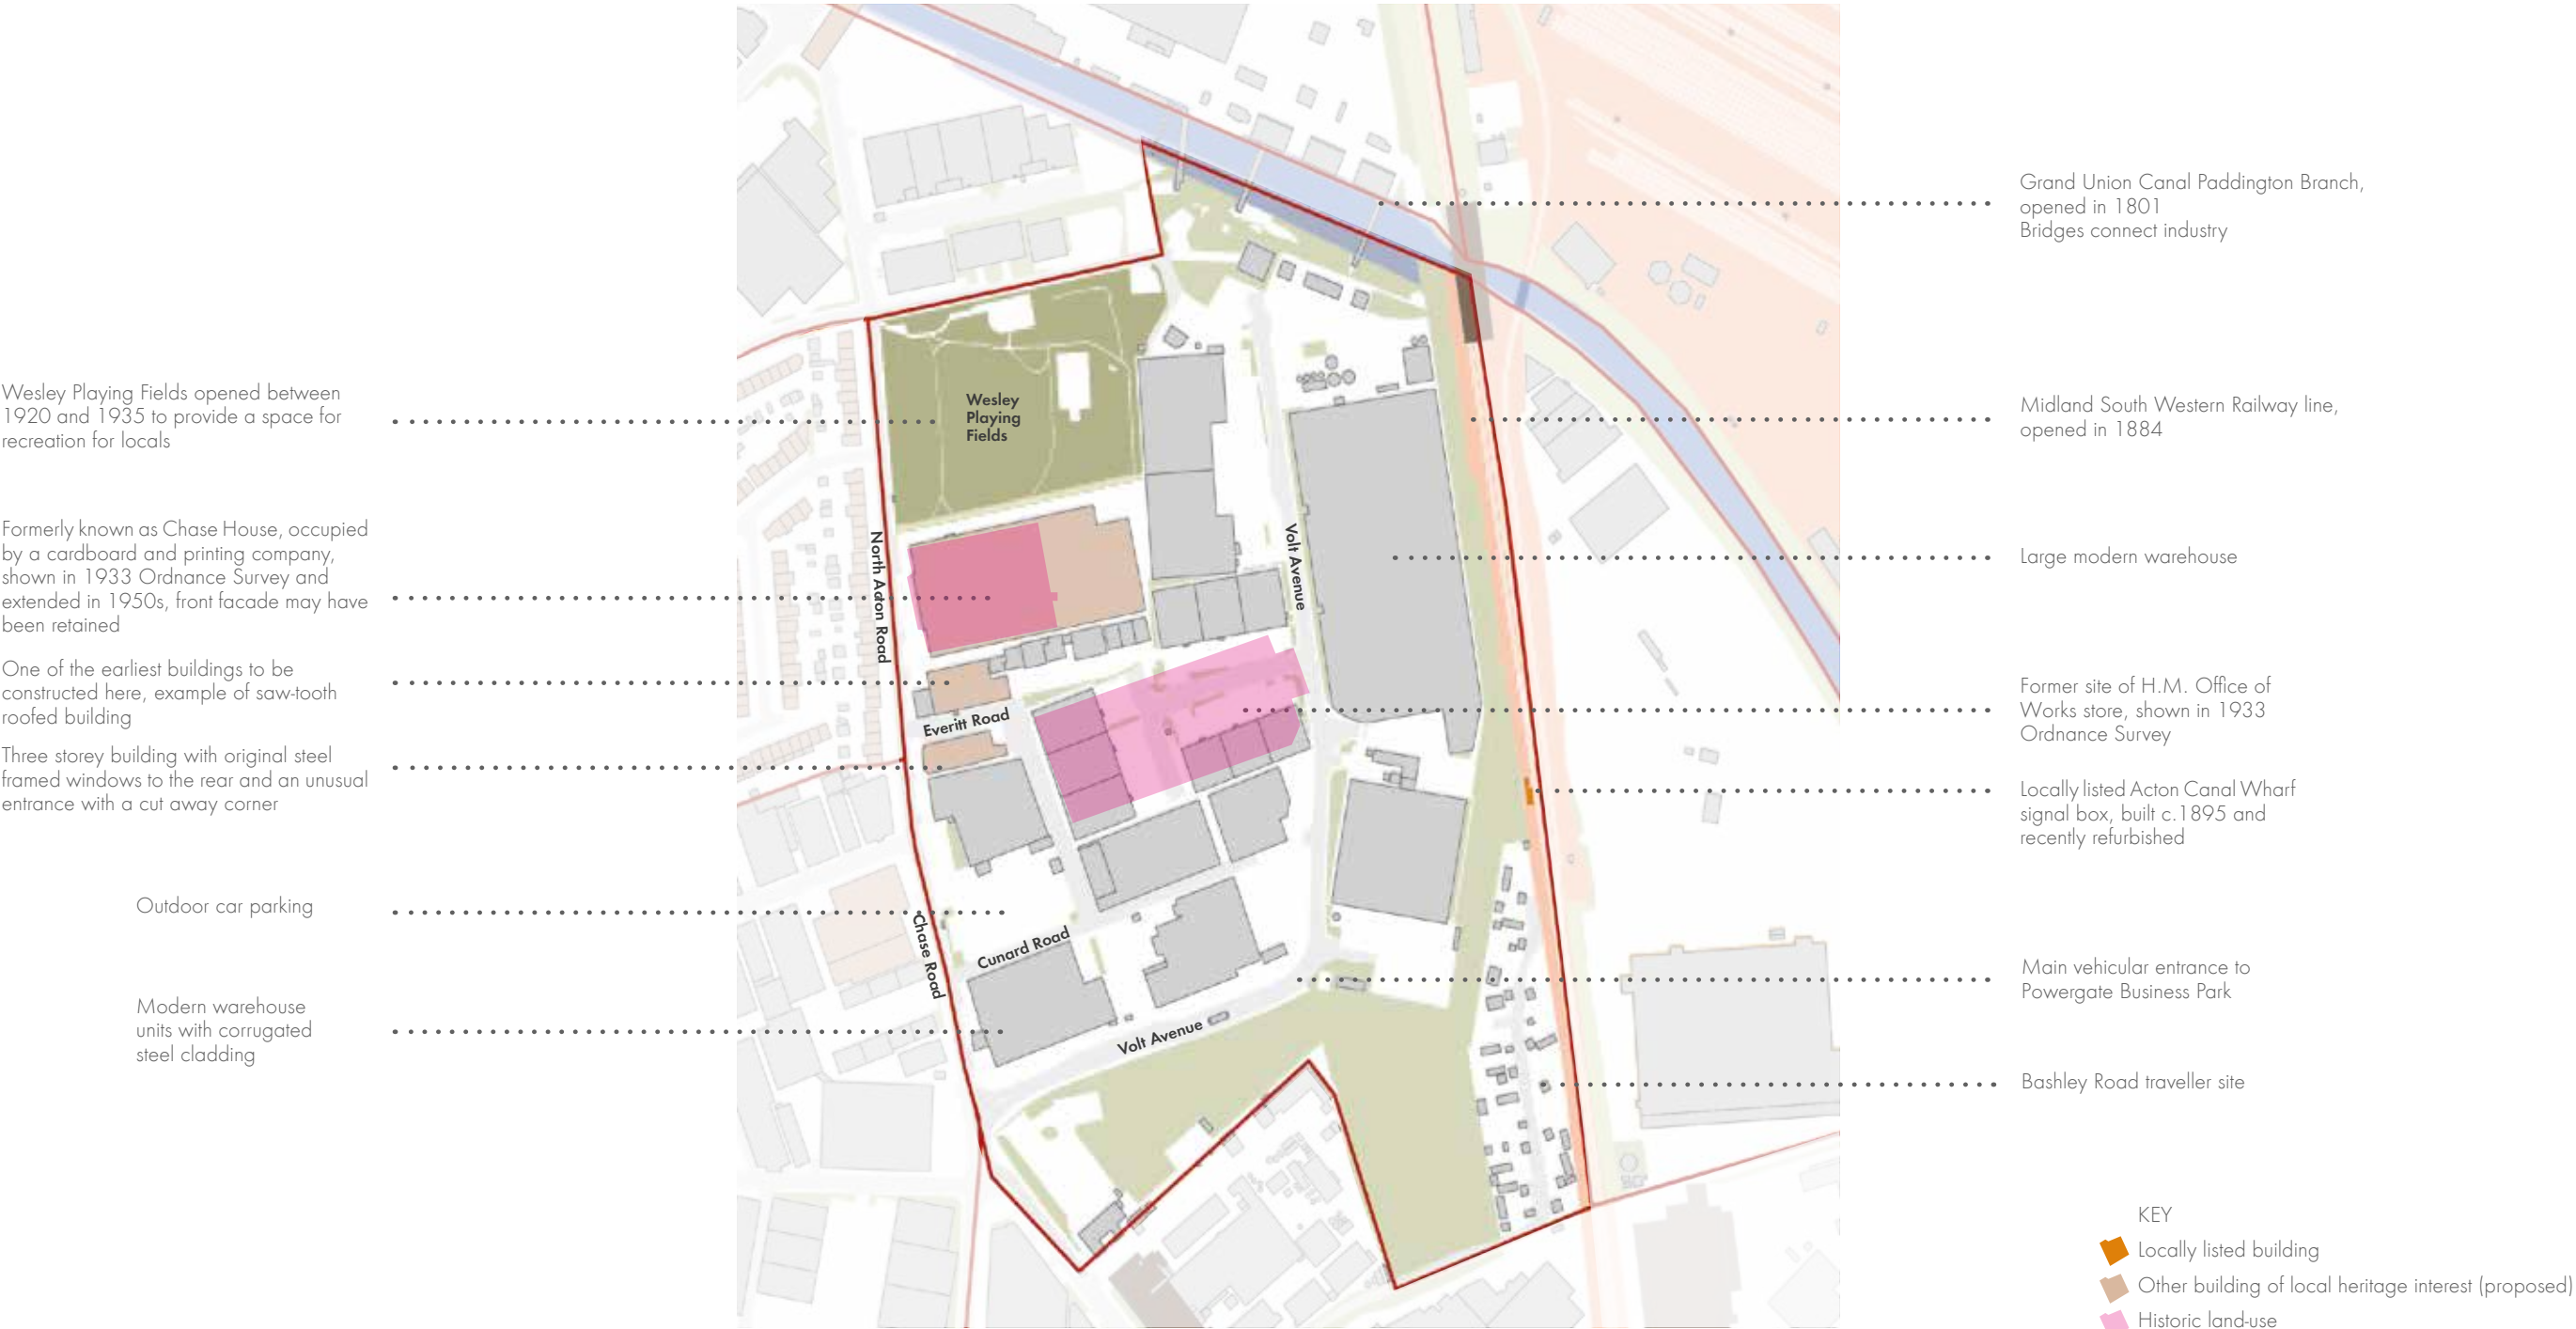 Wesley Playing Fields opened between
1920 and 1935 to provide a space for
recreation for locals
Formerly known as Chase House, occupied
by a cardboard and printing company,
shown in 1933 Ordnance Survey and
extended in 1950s, front facade may have
been retained
One of the earliest buildings to be
constructed here, example of saw-tooth
roofed building
Three storey building with original steel
framed windows to the rear and an unusual
entrance with a cut away corner
Outdoor car parking
Modern warehouse
units with corrugated
steel cladding
Wesley
Playing
Fields
North Acton Road
Volt Avenue
Everitt Road
Chase Road
Cunard Road
Volt Avenue
Grand Union Canal Paddington Branch,
opened in 1801
Bridges connect industry
Midland South Western Railway line,
opened in 1884
Large modern warehouse
Former site of H.M. Office of
Works store, shown in 1933
Ordnance Survey
Locally listed Acton Canal Wharf
signal box, built c.1895 and
recently refurbished
Main vehicular entrance to
Powergate Business Park
Bashley Road traveller site
KEY
Locally listed building
Other building of local heritage interest (proposed)
Historic land-use